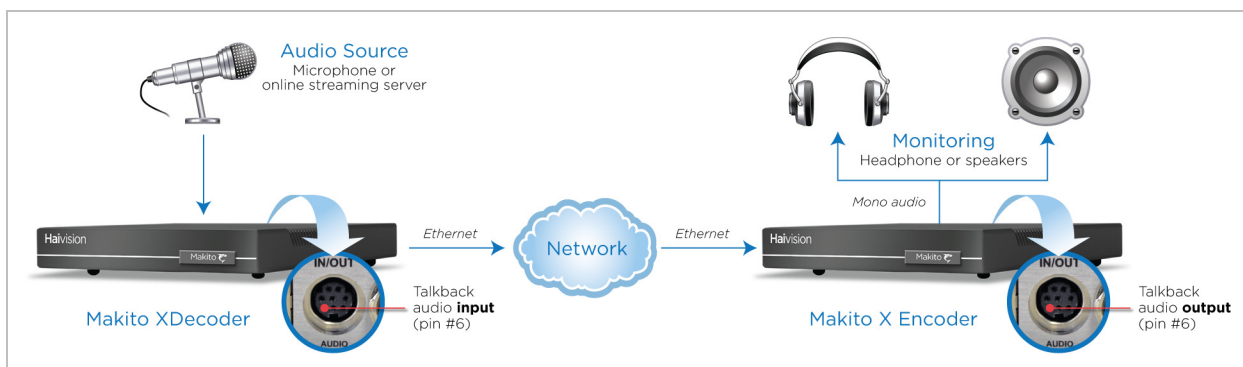 Audio Source
Microphone or
online streaming server
Monitoring
Headphone or speakers
Mono audio
Haivision
Makito
IN/OUT
AUDIO
Makito XDecoder
Talkback
audio input
(pin #6)
Ethernet
Network
Ethernet
Haivision
Makito
IN/OUT
AUDIO
Makito X Encoder
Talkback
audio output
(pin #6)